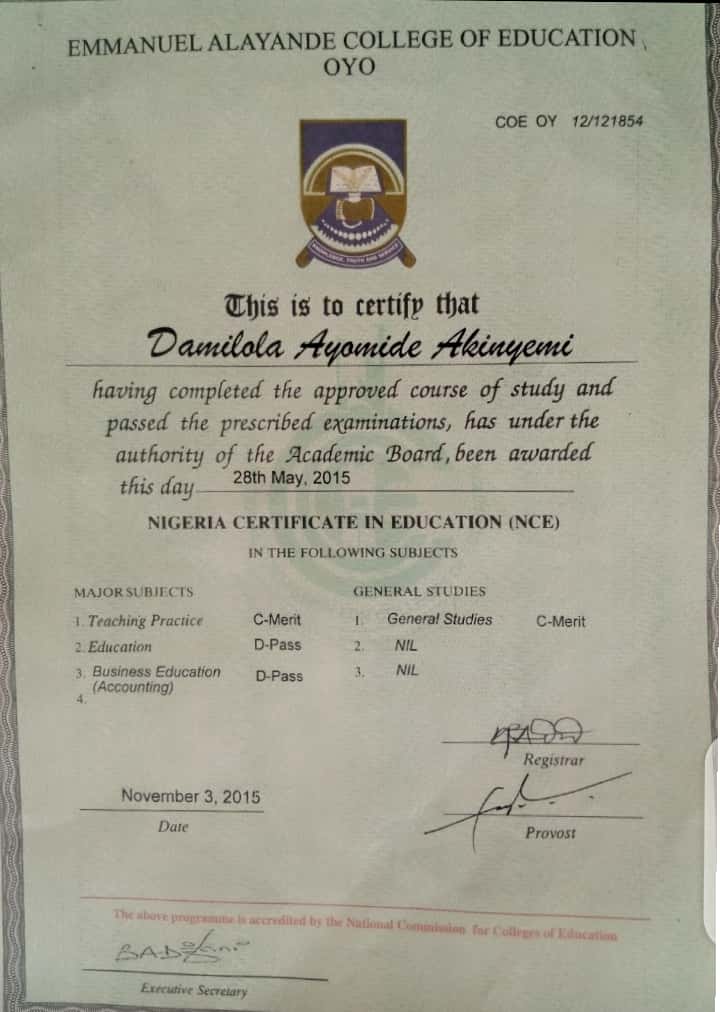 EMMANUEL ALAYANDE COLLEGE OF EDUCATION
OYO
COE OY 12/121854
KNOWLEDGE, TRUTH AND SERVICE
This is to certify that
Damilola Ayomide Akinyemi
having completed the approved course of study and
passed the prescribed examinations, has under the
authority of the Academic Board, been awarded
this day 28th May, 2015
NIGERIA CERTIFICATE IN EDUCATION (NCE)
IN THE FOLLOWING SUBJECTS
MAJOR SUBJECTS GENERAL STUDIES
1. Teaching Practice C-Merit 1. General Studies C-Merit
2. Education D-Pass 2. NIL
3. Business Education D-Pass 3. NIL
(Accounting)
4.
Registrar
November 3, 2015
Date
Provost
The above programme is accredited by the National Commission for Colleges of Education
Executive Secretary